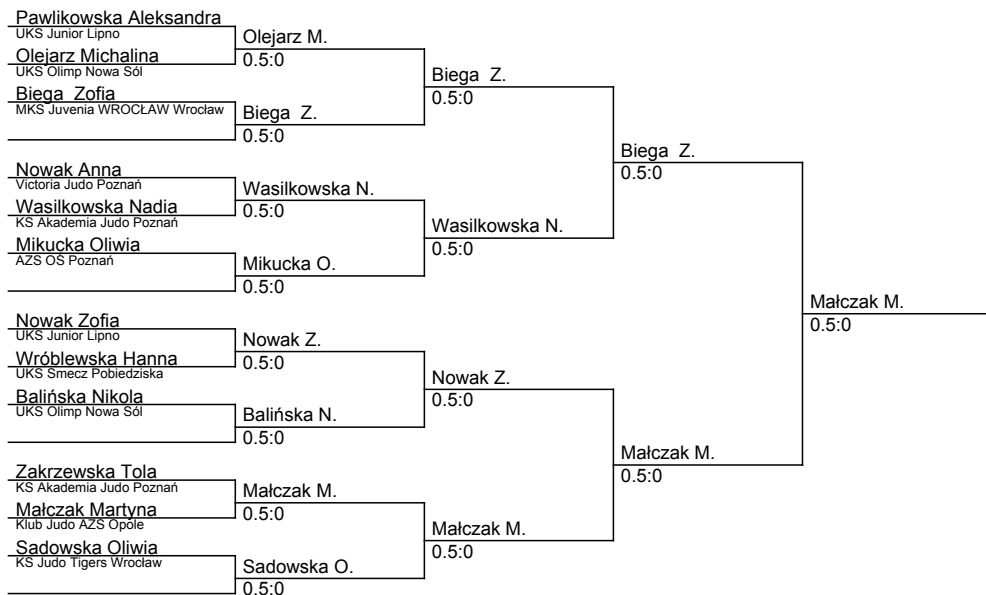 Pawlikowska Aleksandra
UKS Junior Lipno
Olejarz Michalina
UKS Olimp Nowa Sól
Biega  Zofia
MKS Juvenia WROCŁAW Wrocław
Nowak Anna
Victoria Judo Poznań
Wasilkowska Nadia
KS Akademia Judo Poznań
Mikucka Oliwia
AZS OŚ Poznań
Nowak Zofia
UKS Junior Lipno
Wróblewska Hanna
UKS Smecz Pobiedziska
Balińska Nikola
UKS Olimp Nowa Sól
Zakrzewska Tola
KS Akademia Judo Poznań
Małczak Martyna
Klub Judo AZS Opole
Sadowska Oliwia
KS Judo Tigers Wrocław
Olejarz M.
0.5:0
Biega  Z.
0.5:0
Wasilkowska N.
0.5:0
Mikucka O.
0.5:0
Nowak Z.
0.5:0
Balińska N.
0.5:0
Małczak M.
0.5:0
Sadowska O.
0.5:0
Biega  Z.
0.5:0
Wasilkowska N.
0.5:0
Nowak Z.
0.5:0
Małczak M.
0.5:0
Biega  Z.
0.5:0
Małczak M.
0.5:0
Małczak M.
0.5:0